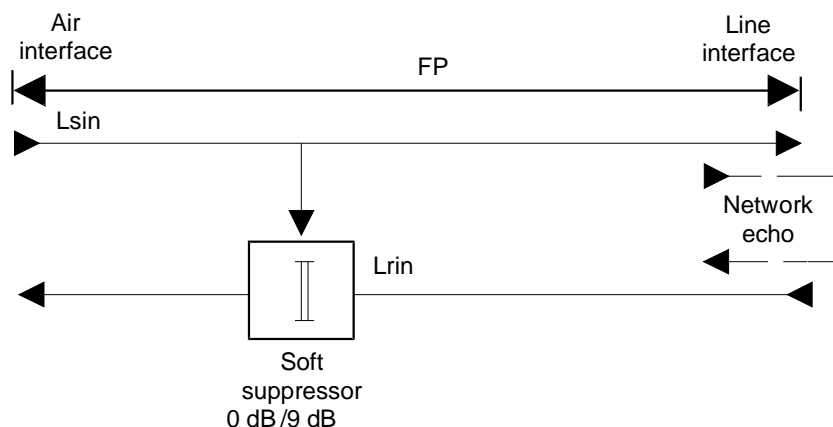 Air
interface
Line
interface
FP
Lsin
Network
echo
Lrin
Soft
suppressor
0 dB/9 dB